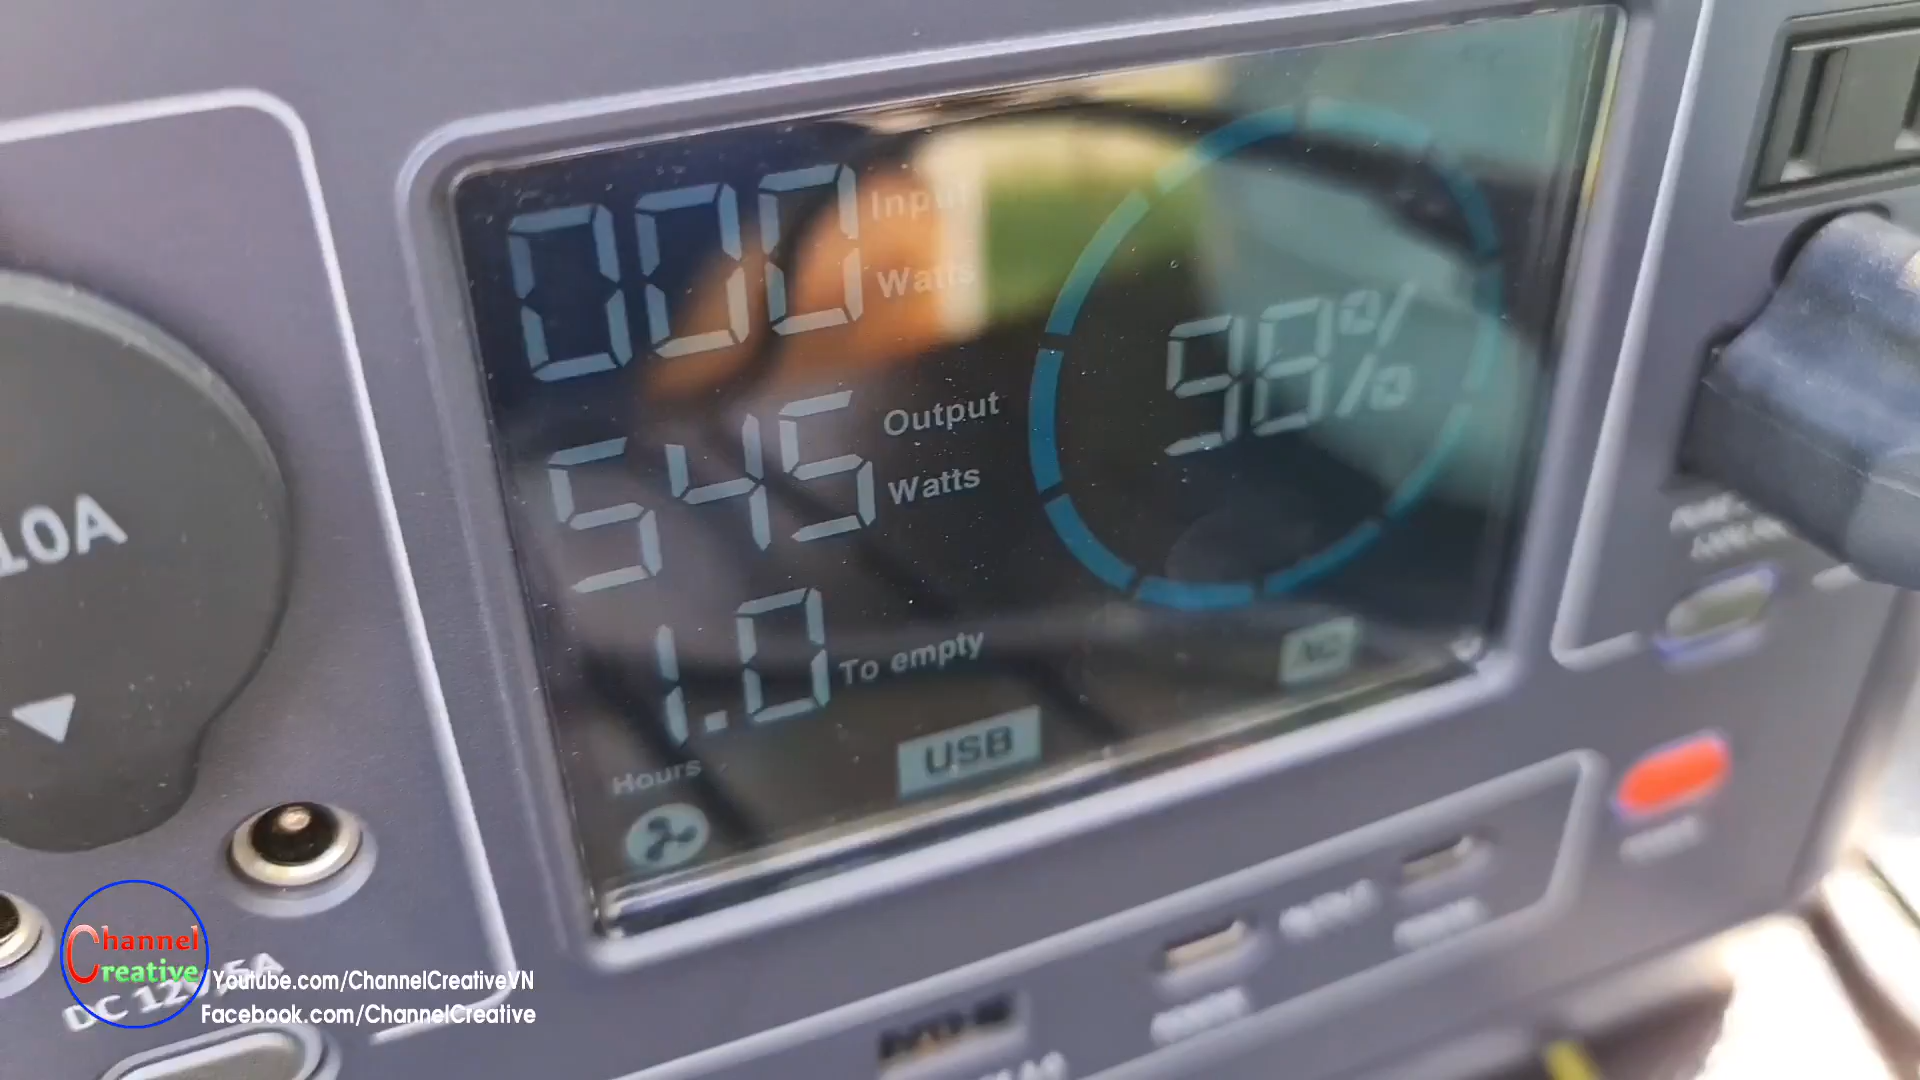 000 Input
Watts
545 Output
Watts
98%
1.0 To empty
Hours
USB
AC
10A
DC 12V/5A
Channel
Creative
/Youtube.com/ChannelCreativeVN
Facebook.com/ChannelCreative